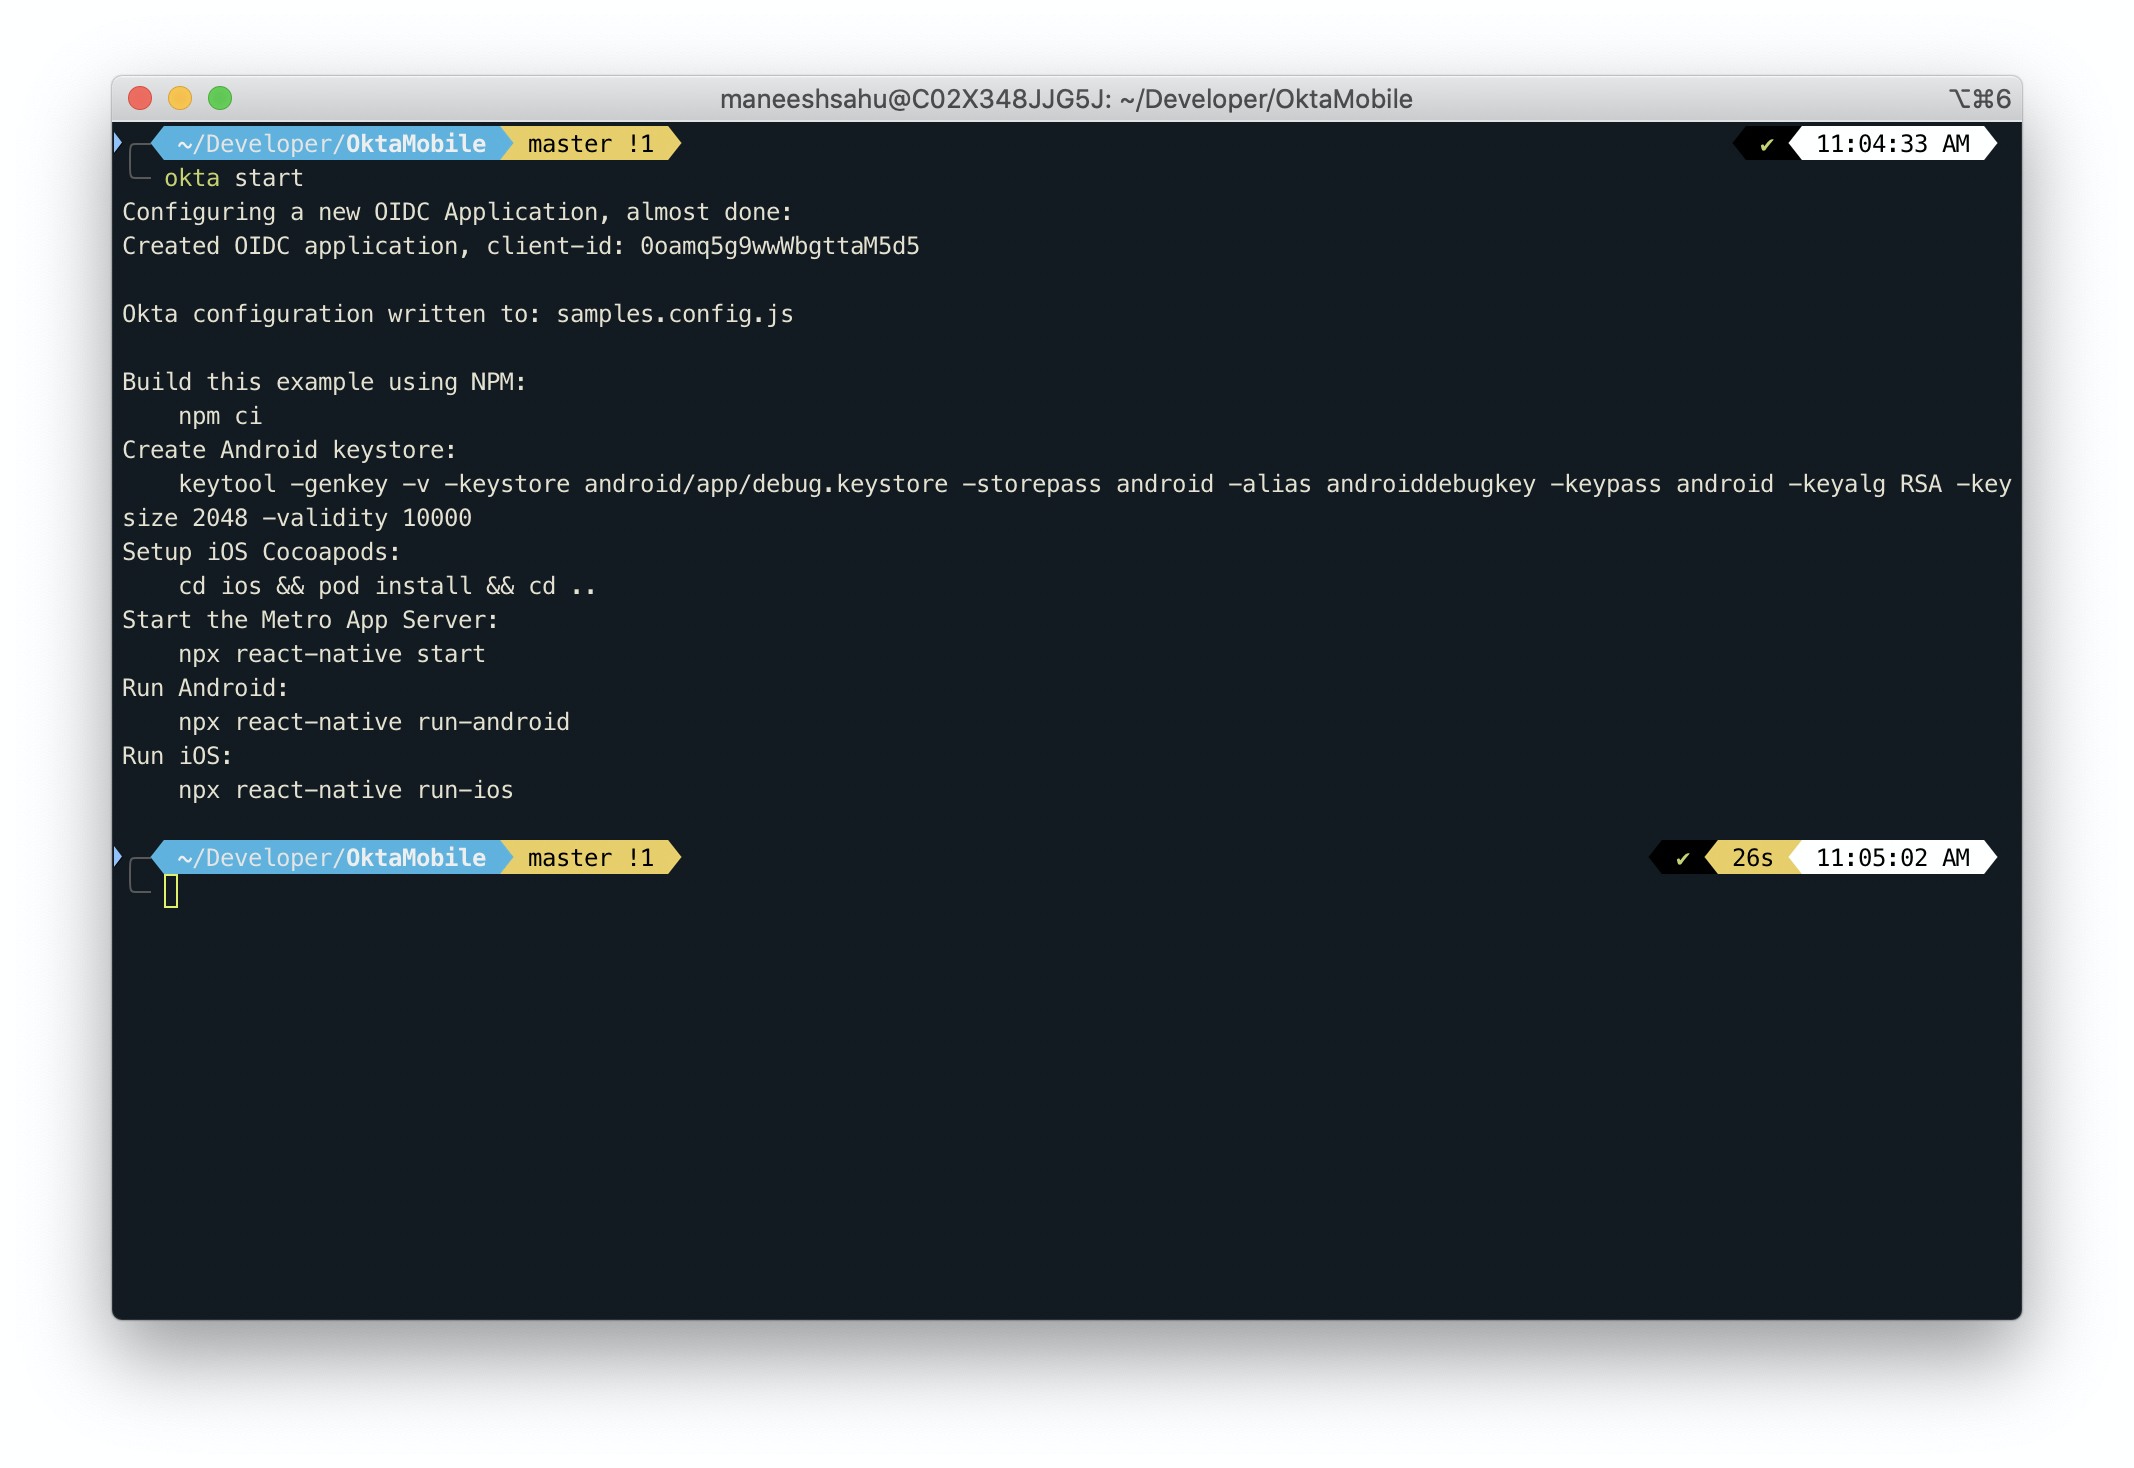 maneeshsahu@C02X348JJG5J: ~/Developer/OktaMobile ⌥⌘6
~/Developer/OktaMobile master !1 ✔ 11:04:33 AM
okta start
Configuring a new OIDC Application, almost done:
Created OIDC application, client-id: 0oamq5g9wwWbgttaM5d5
Okta configuration written to: samples.config.js
Build this example using NPM:
npm ci
Create Android keystore:
keytool -genkey -v -keystore android/app/debug.keystore -storepass android -alias androiddebugkey -keypass android -keyalg RSA -key
size 2048 -validity 10000
Setup iOS Cocoapods:
cd ios && pod install && cd ..
Start the Metro App Server:
npx react-native start
Run Android:
npx react-native run-android
Run iOS:
npx react-native run-ios
~/Developer/OktaMobile master !1 ✔ 26s 11:05:02 AM